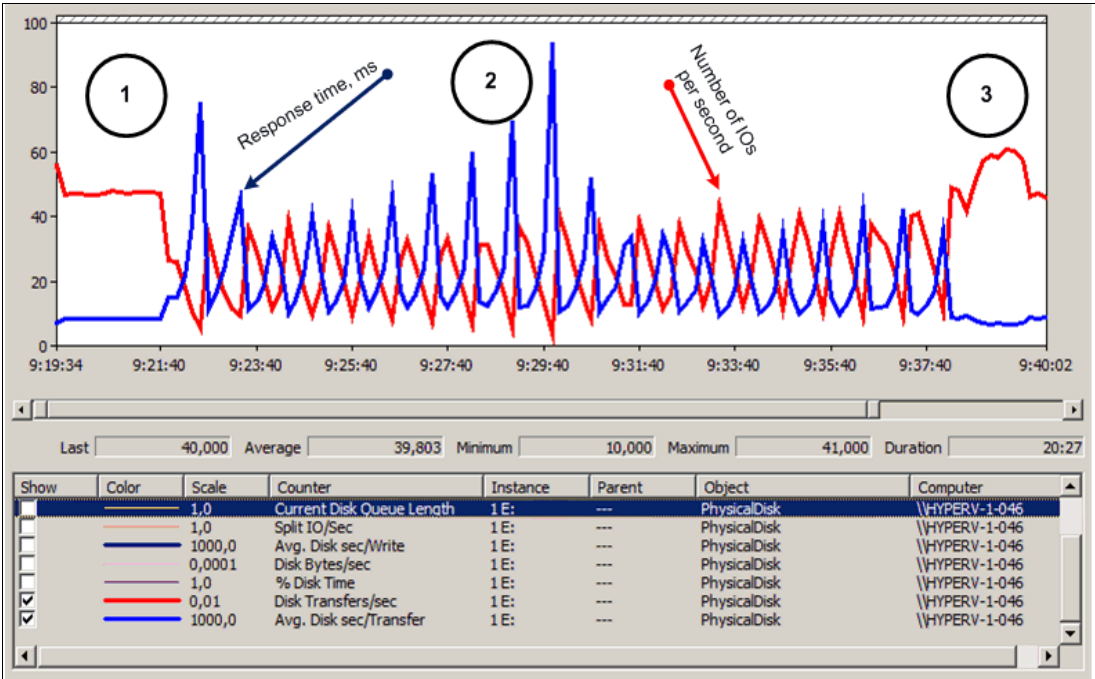 100
80
60
40
20
0
1
2
3
Response time, ms
Number of IOs
per second
9:19:34 9:21:40 9:23:40 9:25:40 9:27:40 9:29:40 9:31:40 9:33:40 9:35:40 9:37:40 9:40:02
Last 40,000 Average 39,803 Minimum 10,000 Maximum 41,000 Duration 20:27
Show Color Scale Counter Instance Parent Object Computer
1,0 Current Disk Queue Length 1 E: --- PhysicalDisk \\HYPERV-1-046
1,0 Split IO/Sec 1 E: --- PhysicalDisk \\HYPERV-1-046
1000,0 Avg. Disk sec/Write 1 E: --- PhysicalDisk \\HYPERV-1-046
0,0001 Disk Bytes/sec 1 E: --- PhysicalDisk \\HYPERV-1-046
1,0 % Disk Time 1 E: --- PhysicalDisk \\HYPERV-1-046
0,01 Disk Transfers/sec 1 E: --- PhysicalDisk \\HYPERV-1-046
1000,0 Avg. Disk sec/Transfer 1 E: --- PhysicalDisk \\HYPERV-1-046